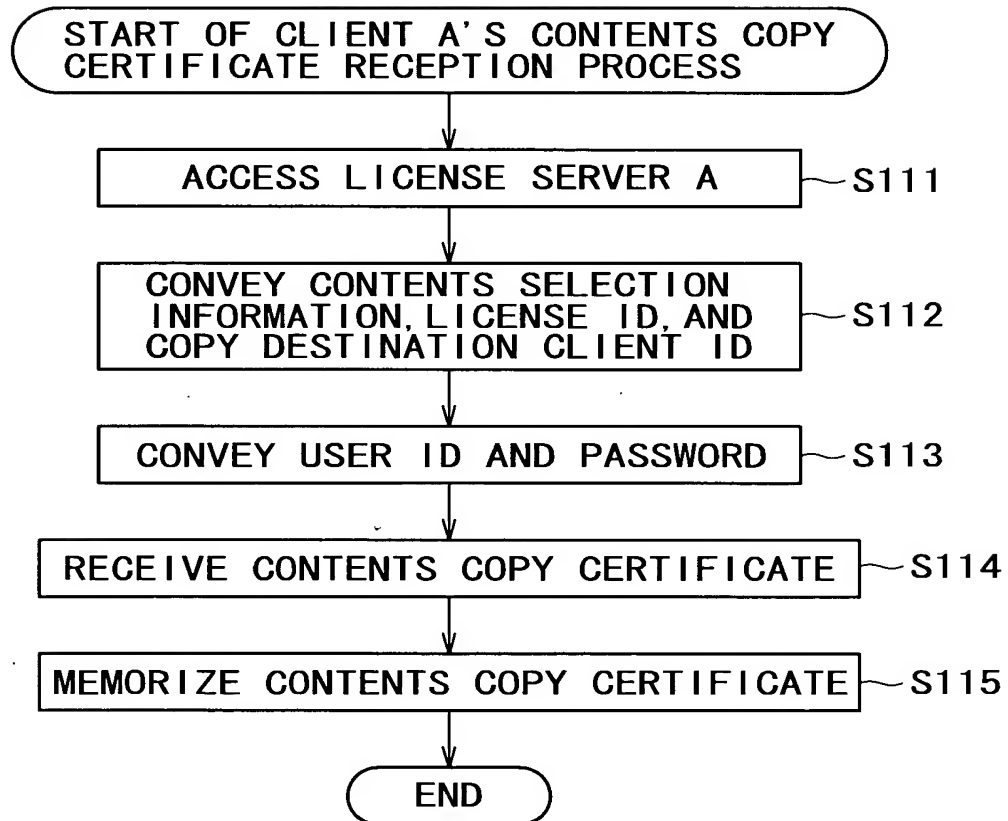 START OF CLIENT A'S CONTENTS COPY
CERTIFICATE RECEPTION PROCESS
ACCESS LICENSE SERVER A
S111
CONVEY CONTENTS SELECTION
INFORMATION, LICENSE ID, AND
COPY DESTINATION CLIENT ID
S112
CONVEY USER ID AND PASSWORD
S113
RECEIVE CONTENTS COPY CERTIFICATE
S114
MEMORIZE CONTENTS COPY CERTIFICATE
S115
END